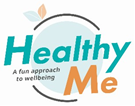 Healthy
A fun approach
to wellbeing
Me